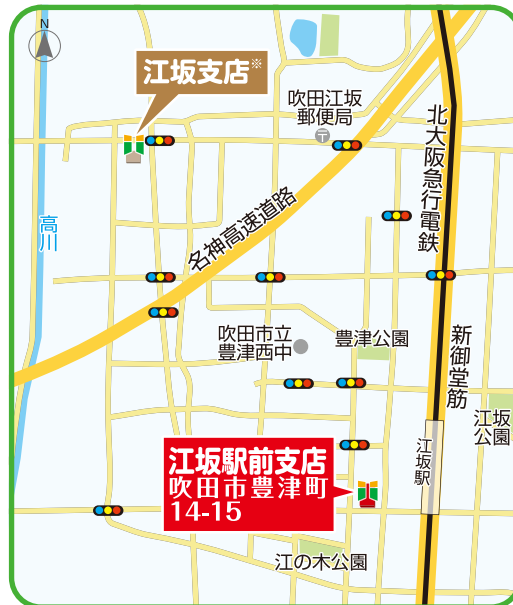 N
江坂支店※
吹田江坂
郵便局
〒
北大阪急行電鉄
高川
名神高速道路
吹田市立
豊津西中
豊津公園
新御堂筋
江坂
公園
江坂駅
江坂駅前支店
吹田市豊津町
14-15
江の木公園